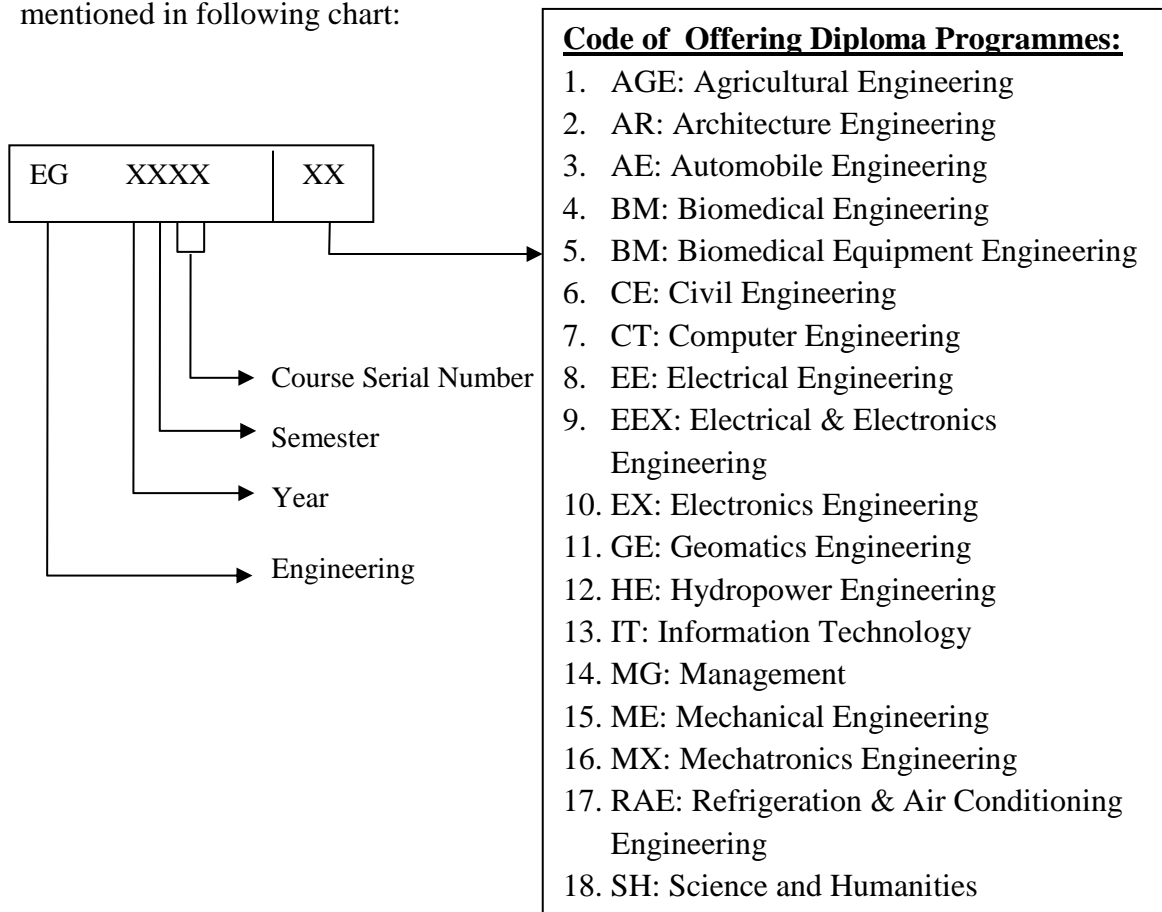 mentioned in following chart:
EG XXXX XX
Course Serial Number
Semester
Year
Engineering
Code of Offering Diploma Programmes:
1. AGE: Agricultural Engineering
2. AR: Architecture Engineering
3. AE: Automobile Engineering
4. BM: Biomedical Engineering
5. BM: Biomedical Equipment Engineering
6. CE: Civil Engineering
7. CT: Computer Engineering
8. EE: Electrical Engineering
9. EEX: Electrical & Electronics
Engineering
10. EX: Electronics Engineering
11. GE: Geomatics Engineering
12. HE: Hydropower Engineering
13. IT: Information Technology
14. MG: Management
15. ME: Mechanical Engineering
16. MX: Mechatronics Engineering
17. RAE: Refrigeration & Air Conditioning
Engineering
18. SH: Science and Humanities